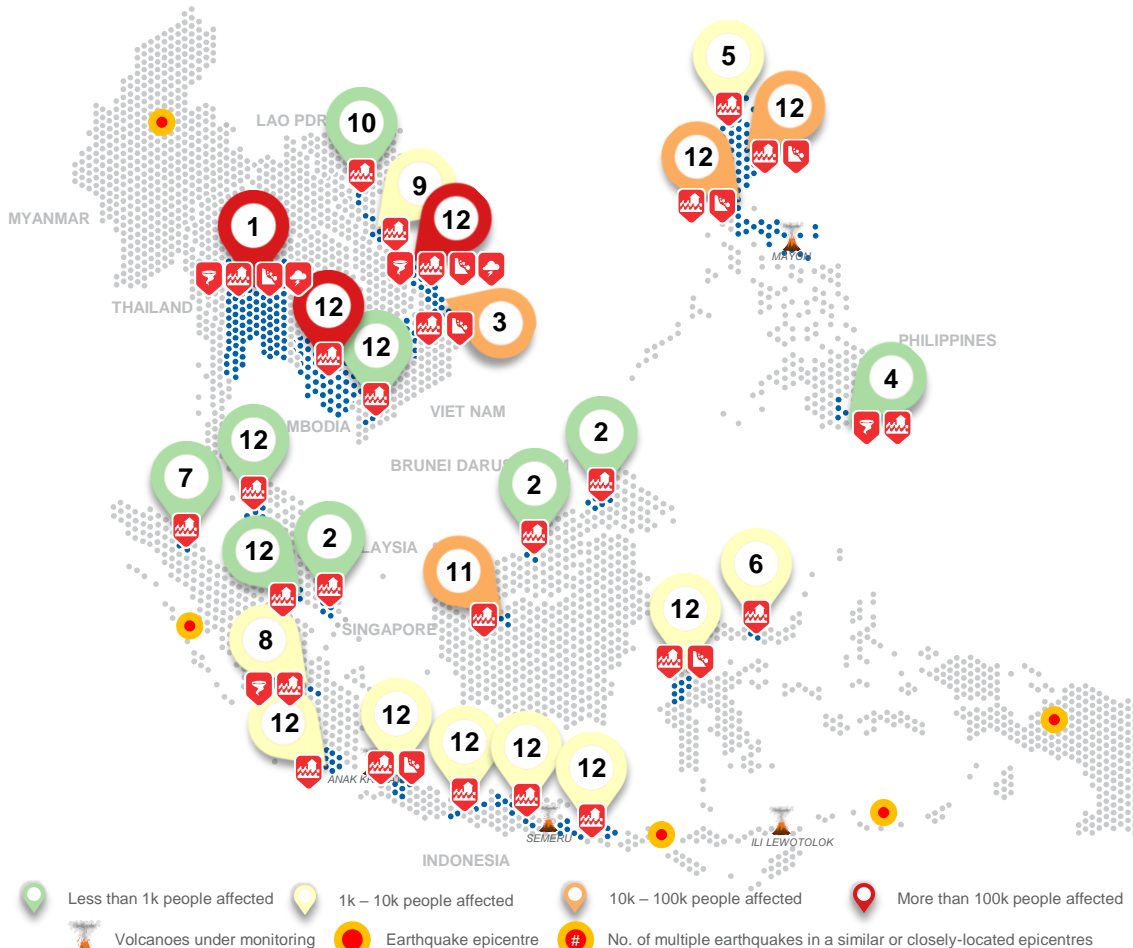 5
12
10
LAO PDR
12
9
MYANMAR
1
12
MAYON
THAILAND
12
3
12
PHILIPPINES
4
VIET NAM
MBODIA
12
2
BRUNEI DARUS M
7
2
12
2
LAYSIA
11
6
12
SINGAPORE
8
12
12
12
12
12
ANAK KR
SEMERU
ILI LEWOTOLOK
INDONESIA
Less than 1k people affected
1k – 10k people affected
10k – 100k people affected
More than 100k people affected
Volcanoes under monitoring
Earthquake epicentre
# No. of multiple earthquakes in a similar or closely-located epicentres